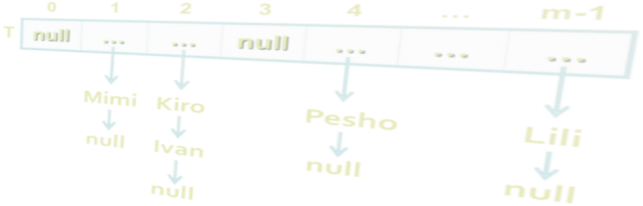 0 1 2 3 4 ... m-1
T null ... ... null ... ... ...
Mimi Kiro Pesho Lili
null Ivan null null
null